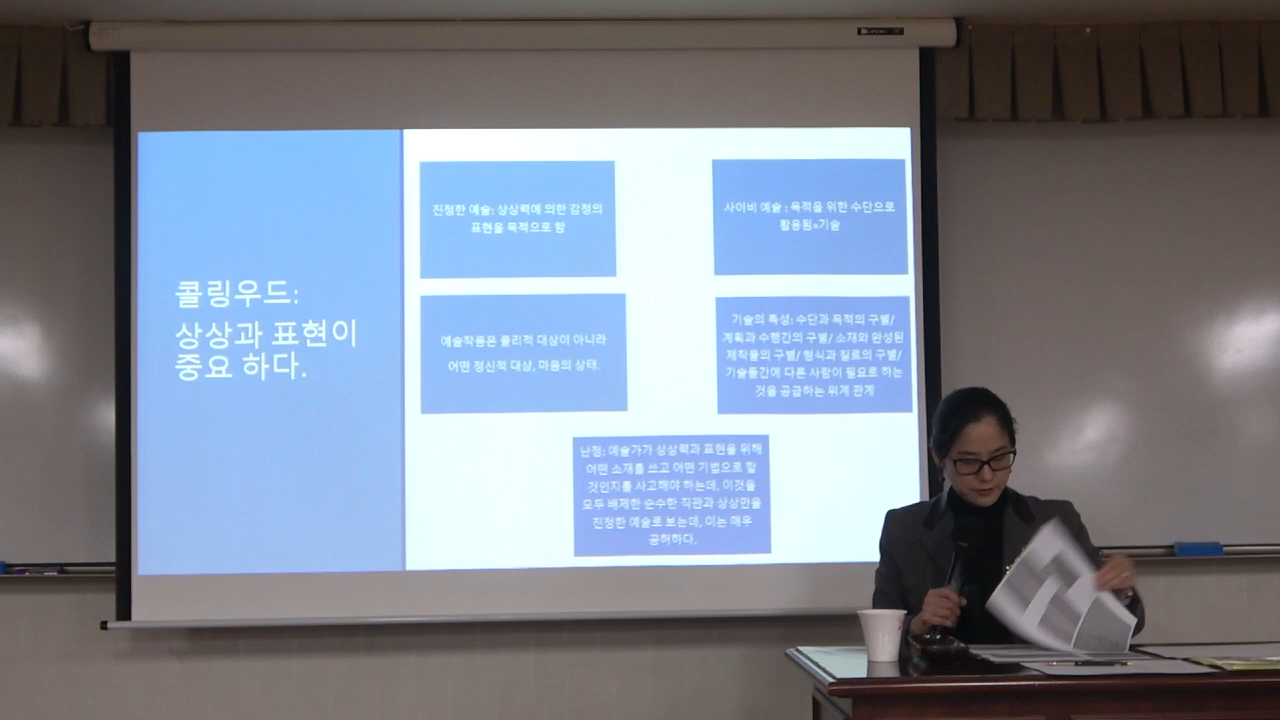 콜링우드:
상상과 표현이
중요 하다.
진정한 예술: 상상력에 의한 감정의
표현을 목적으로 함
사이비 예술 : 목적을 위한 수단으로
활용됨=기술
예술작품은 물리적 대상이 아니라
어떤 정신적 대상, 마음의 상태.
기술의 특성: 수단과 목적의 구별/
계획과 수행간의 구별/ 소재와 완성된
제작물의 구별/ 형식과 질료의 구별/
기술들간에 다른 사람이 필요로 하는
것을 공급하는 위계 관계
난점: 예술가가 상상력과 표현을 위해
어떤 소재를 쓰고 어떤 기법으로 할
것인지를 사고해야 하는데, 이것을
모두 배제한 순수한 직관과 상상만을
진정한 예술로 보는데, 이는 매우
공허하다.